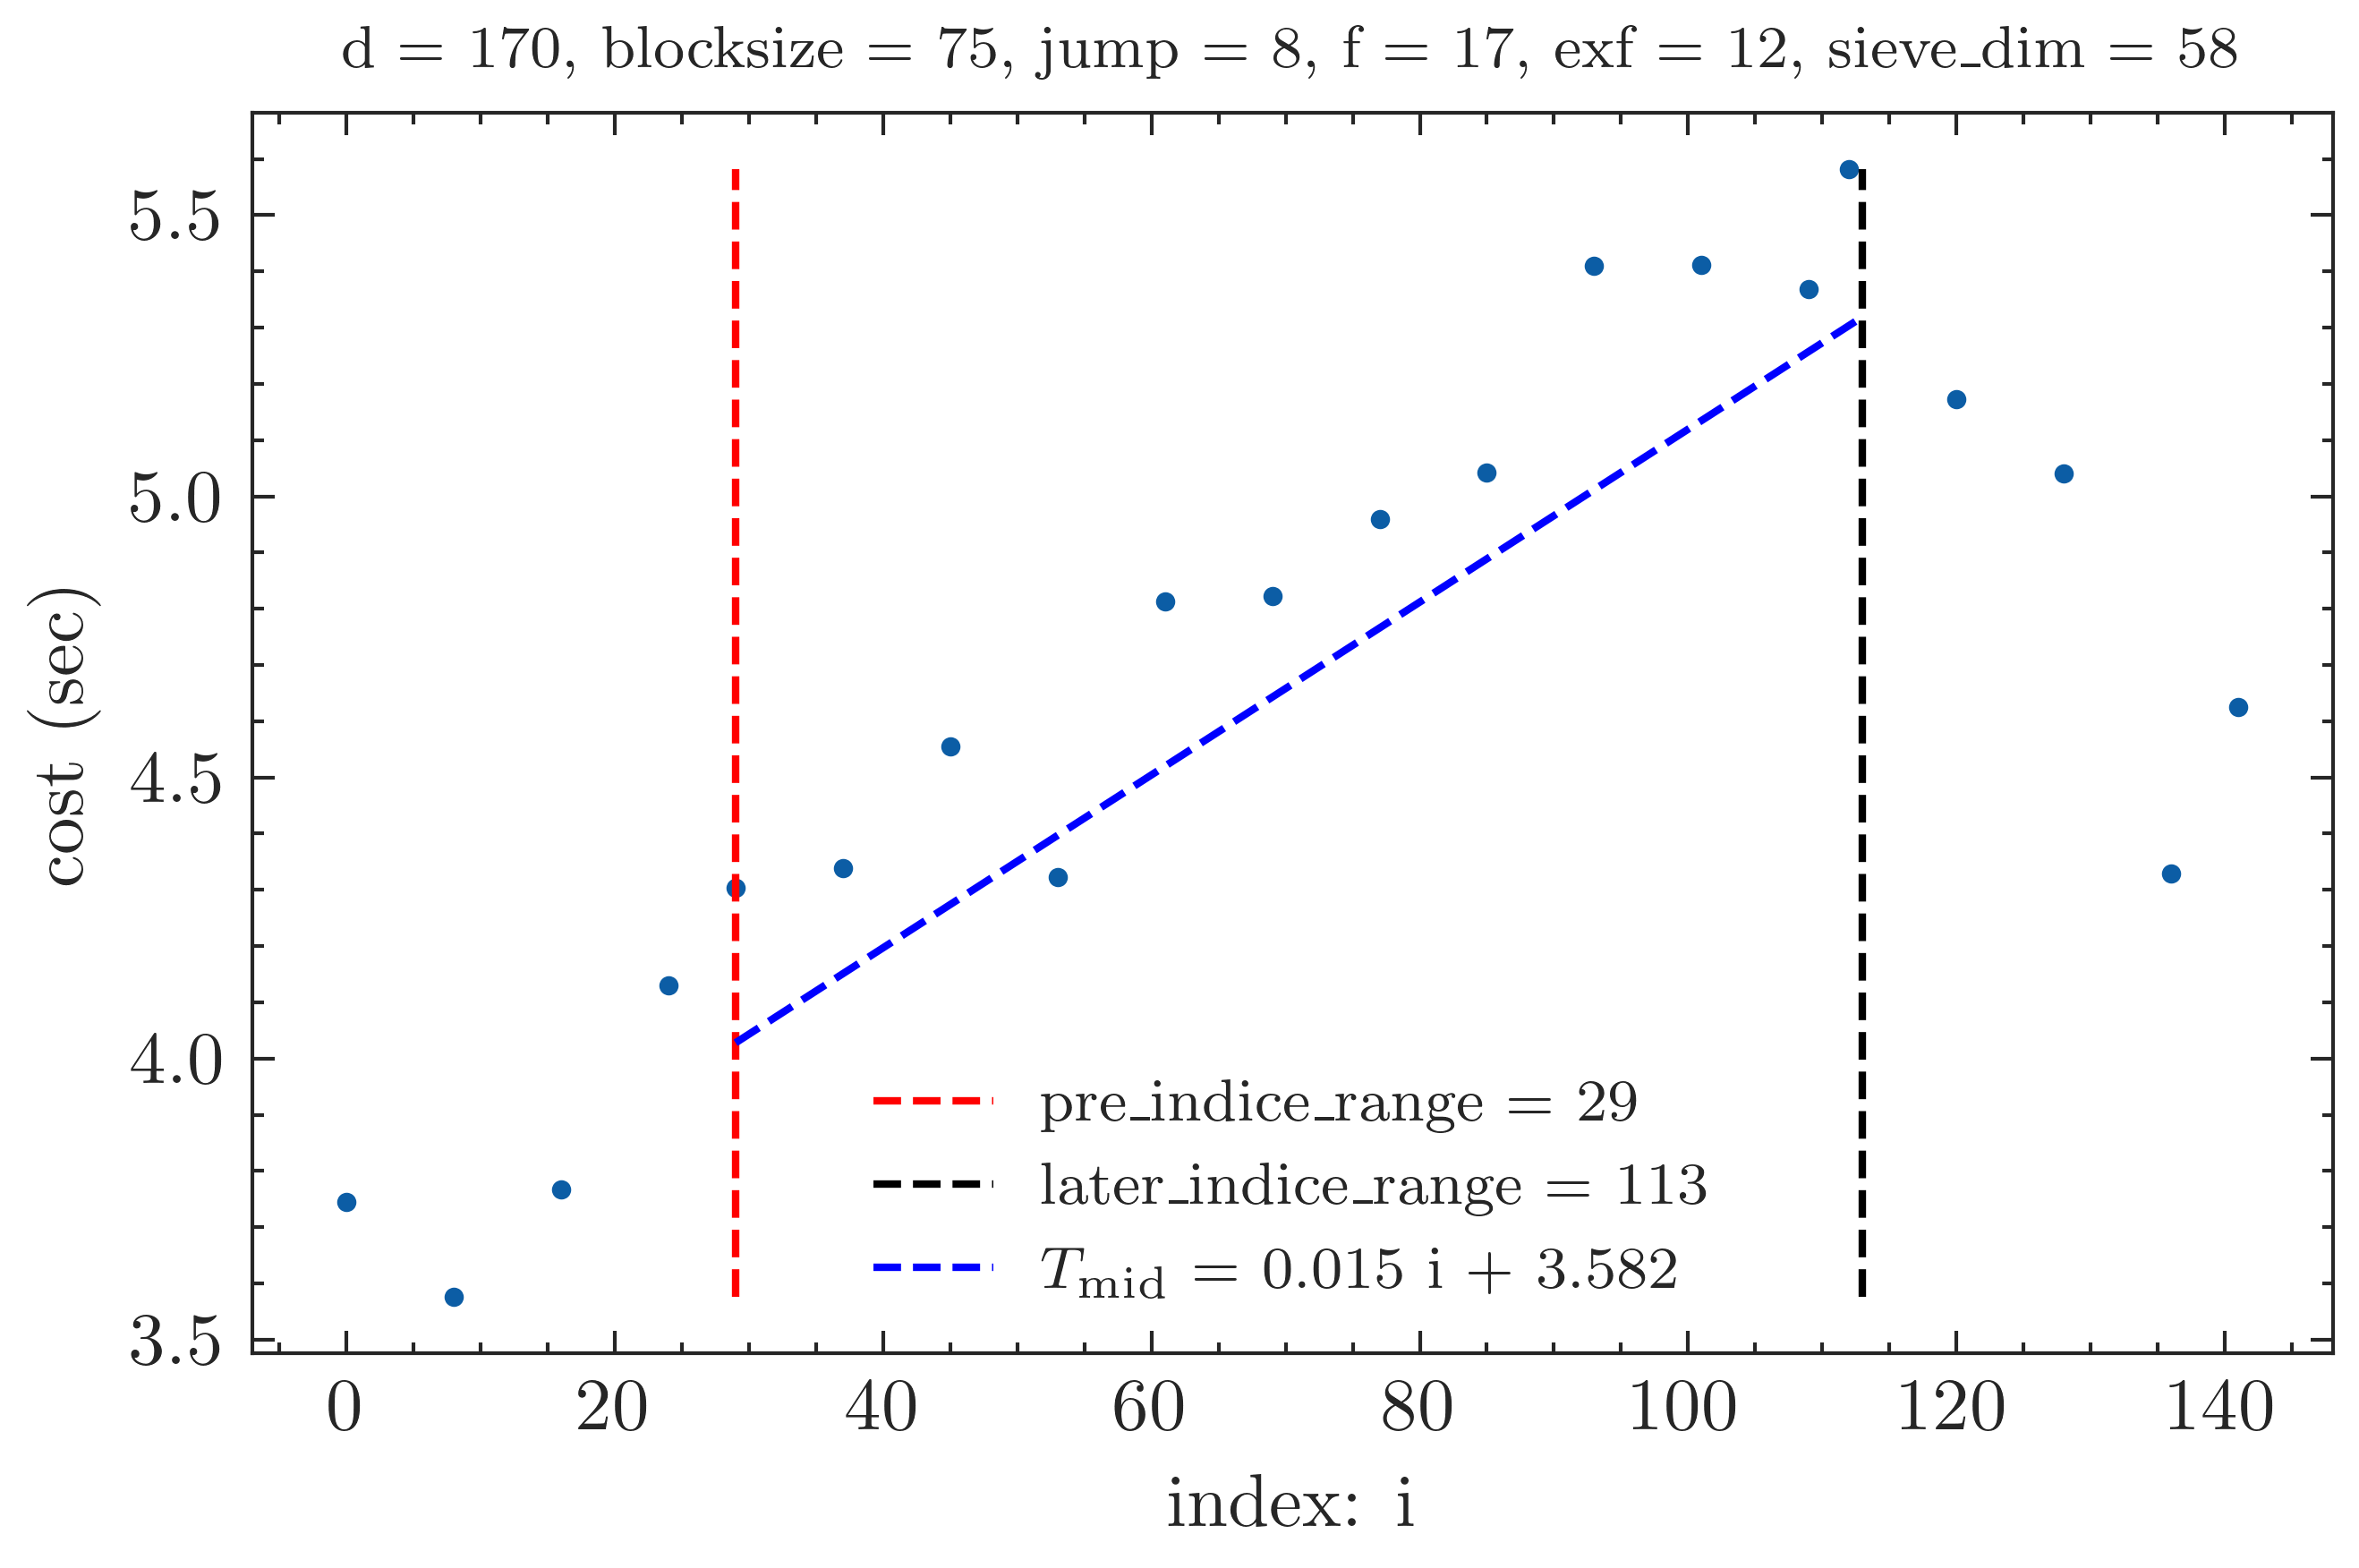 d = 170, blocksize = 75, jump = 8, f = 17, exf = 12, sieve_dim = 58
5.5
5.0
4.5
4.0
3.5
cost (sec)
pre_indice_range = 29
later_indice_range = 113
T_mid = 0.015 i + 3.582
0 20 40 60 80 100 120 140
index: i